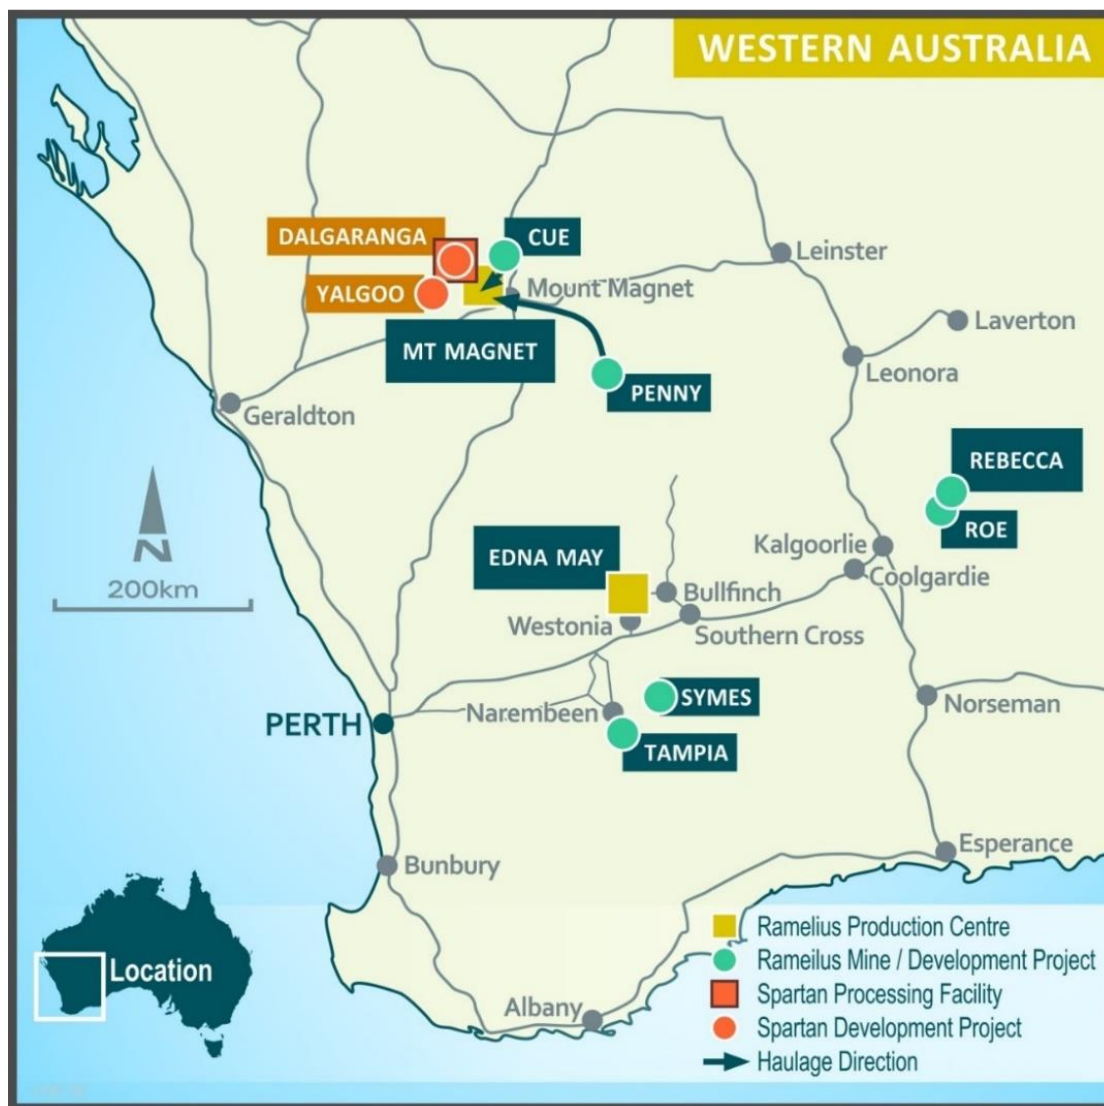 WESTERN AUSTRALIA
DALGARANGA
CUE
Leinster
YALGOO
Mount Magnet
Laverton
MT MAGNET
Leonora
PENNY
Geraldton
REBECCA
ROE
N
200km
EDNA MAY
Kalgoorlie
Coolgardie
Bullfinch
Westonia
Southern Cross
SYMES
Norseman
Narembeen
PERTH
TAMPIA
Esperance
Bunbury
Location
Albany
Ramelius Production Centre
Rameilus Mine / Development Project
Spartan Processing Facility
Spartan Development Project
Haulage Direction